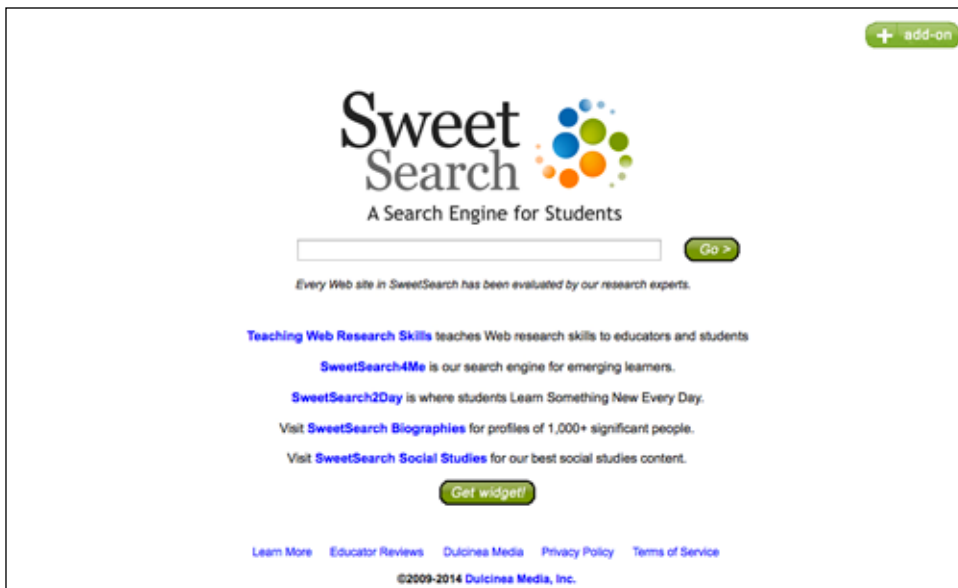 + add-on
Sweet
Search
A Search Engine for Students
Go >
Every Web site in SweetSearch has been evaluated by our research experts.
Teaching Web Research Skills teaches Web research skills to educators and students
SweetSearch4Me is our search engine for emerging learners.
SweetSearch2Day is where students Learn Something New Every Day.
Visit SweetSearch Biographies for profiles of 1,000+ significant people.
Visit SweetSearch Social Studies for our best social studies content.
Get widget!
Learn More Educator Reviews Dulcinea Media Privacy Policy Terms of Service
©2009-2014 Dulcinea Media, Inc.